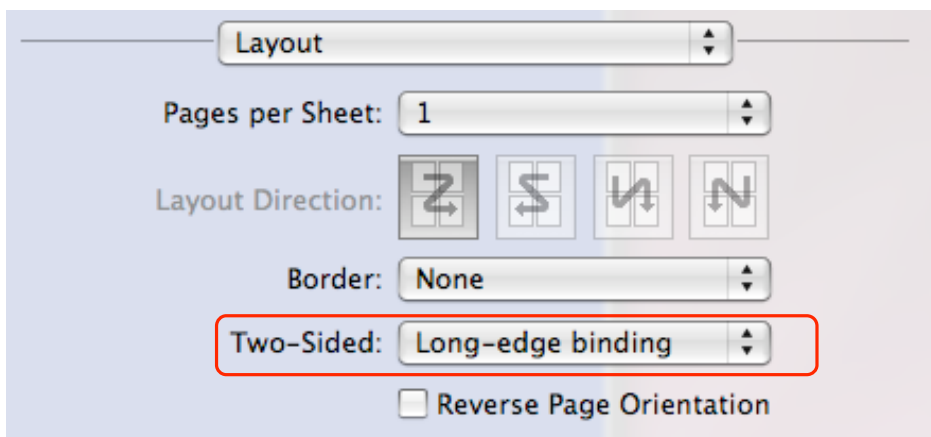 Layout
Pages per Sheet: 1
Layout Direction:
Border: None
Two-Sided: Long-edge binding
Reverse Page Orientation